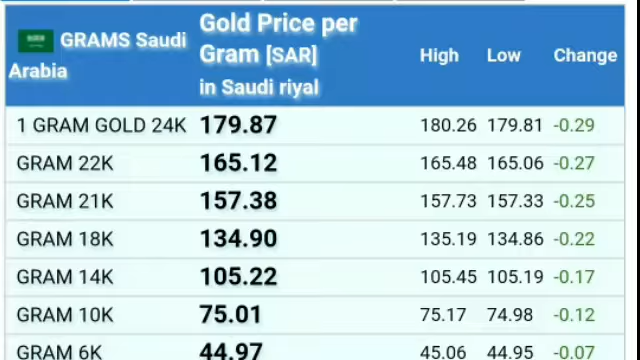 GRAMS Saudi Arabia Gold Price per Gram [SAR] in Saudi riyal High Low Change
1 GRAM GOLD 24K 179.87 180.26 179.81 -0.29
GRAM 22K 165.12 165.48 165.06 -0.27
GRAM 21K 157.38 157.73 157.33 -0.25
GRAM 18K 134.90 135.19 134.86 -0.22
GRAM 14K 105.22 105.45 105.19 -0.17
GRAM 10K 75.01 75.17 74.98 -0.12
GRAM 6K 44.97 45.06 44.95 -0.07